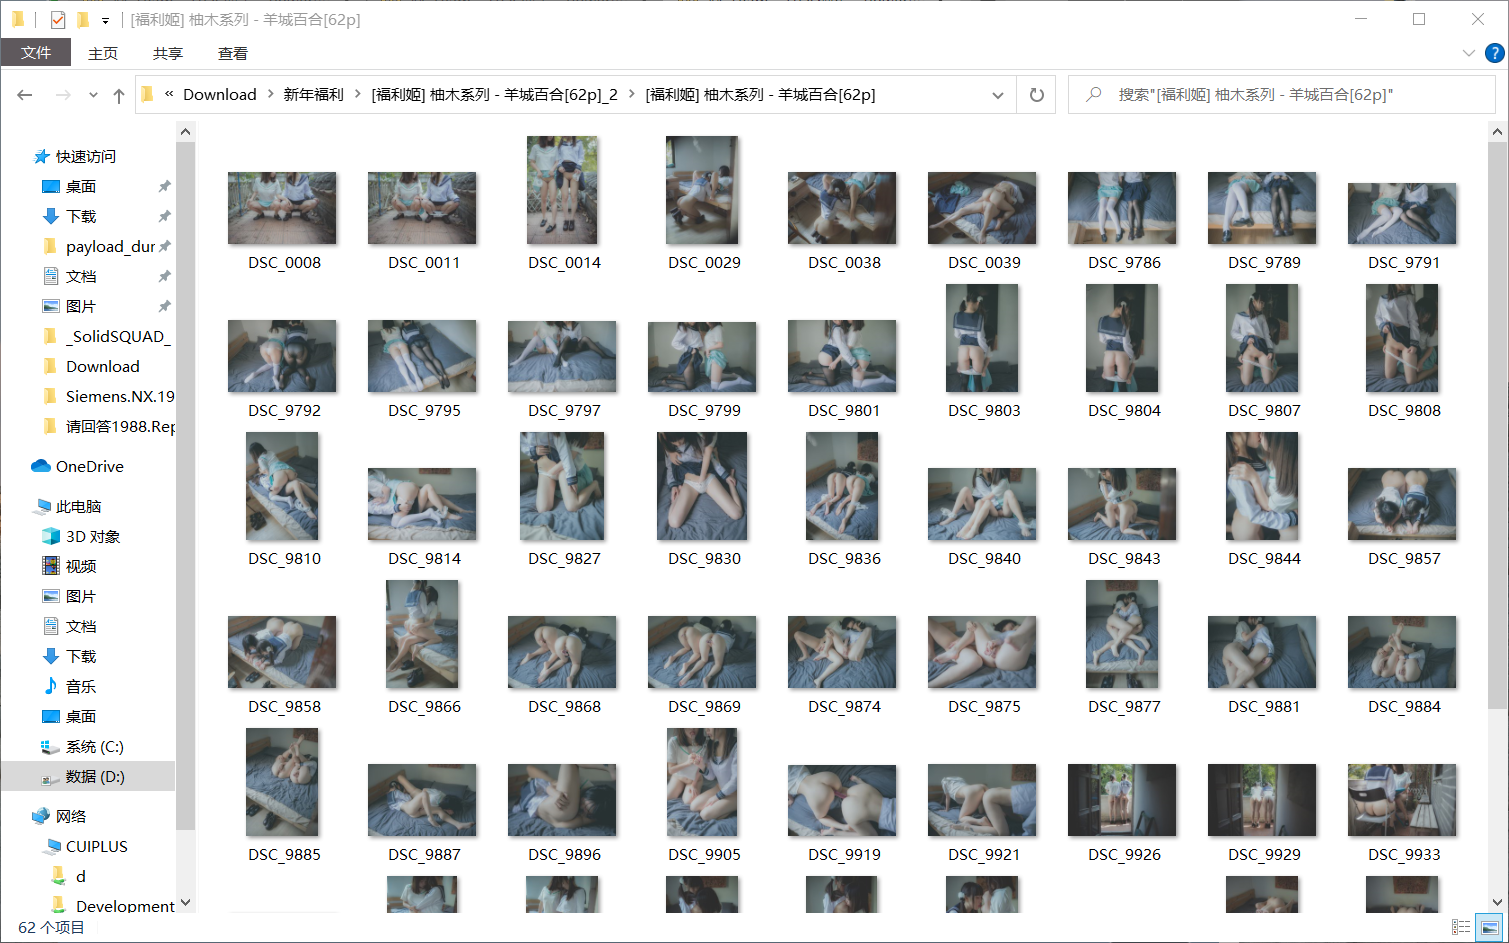 [福利姬] 柚木系列 - 羊城百合[62p]
文件 主页 共享 查看
« Download › 新年福利 › [福利姬] 柚木系列 - 羊城百合[62p]_2 › [福利姬] 柚木系列 - 羊城百合[62p]
搜索"[福利姬] 柚木系列 - 羊城百合[62p]"
快速访问
桌面
下载
payload_dur
文档
图片
_SolidSQUAD_
Download
Siemens.NX.19
请回答1988.Rep
OneDrive
此电脑
3D 对象
视频
图片
文档
下载
音乐
桌面
系统 (C:)
数据 (D:)
网络
CUIPLUS
d
Development
DSC_0008 DSC_0011 DSC_0014 DSC_0029 DSC_0038 DSC_0039 DSC_9786 DSC_9789 DSC_9791
DSC_9792 DSC_9795 DSC_9797 DSC_9799 DSC_9801 DSC_9803 DSC_9804 DSC_9807 DSC_9808
DSC_9810 DSC_9814 DSC_9827 DSC_9830 DSC_9836 DSC_9840 DSC_9843 DSC_9844 DSC_9857
DSC_9858 DSC_9866 DSC_9868 DSC_9869 DSC_9874 DSC_9875 DSC_9877 DSC_9881 DSC_9884
DSC_9885 DSC_9887 DSC_9896 DSC_9905 DSC_9919 DSC_9921 DSC_9926 DSC_9929 DSC_9933
62 个项目